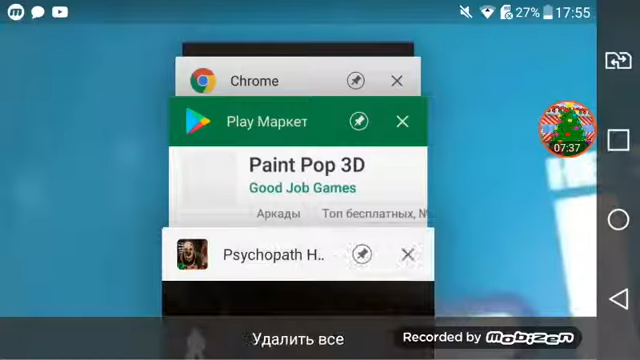 27% 17:55
Chrome
Play Маркет
07:37
Paint Pop 3D
Good Job Games
Аркады Топ бесплатных,
Psychopath H..
Удалить все
Recorded by mobizen